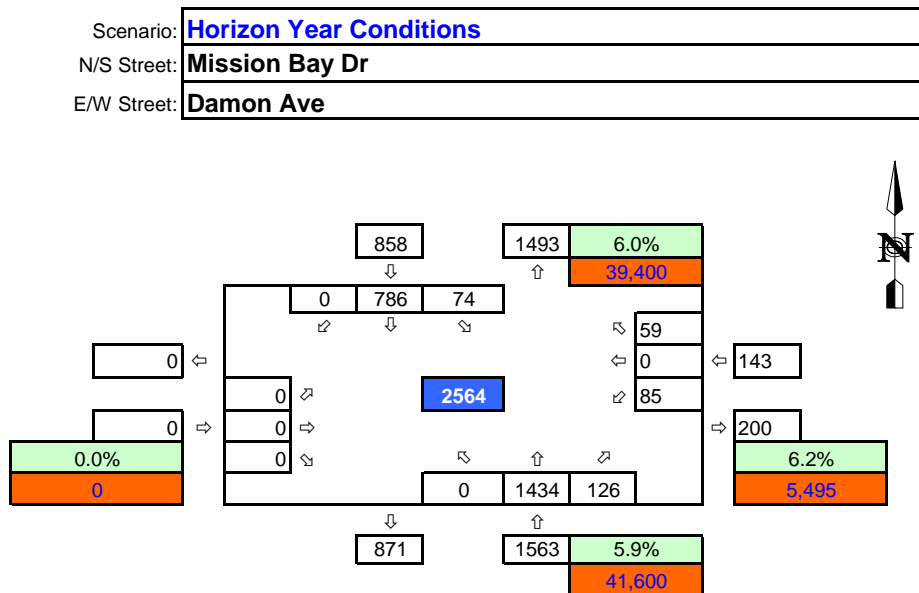 Scenario: Horizon Year Conditions
N/S Street: Mission Bay Dr
E/W Street: Damon Ave
N
858 1493 6.0%
⇩ ⇧ 39,400
0 786 74
⬃ ⇩ ⬂
⬁ 59
0 ⇦ ⇦ 0 ⇦ 143
0 ⬀ 2564 ⬃ 85
0 ⇨ 0 ⇨ ⇨ 200
0.0% 0 ⬂ ⬁ ⇧ ⬀ 6.2%
0 0 1434 126 5,495
⇩ ⇧
871 1563 5.9%
41,600